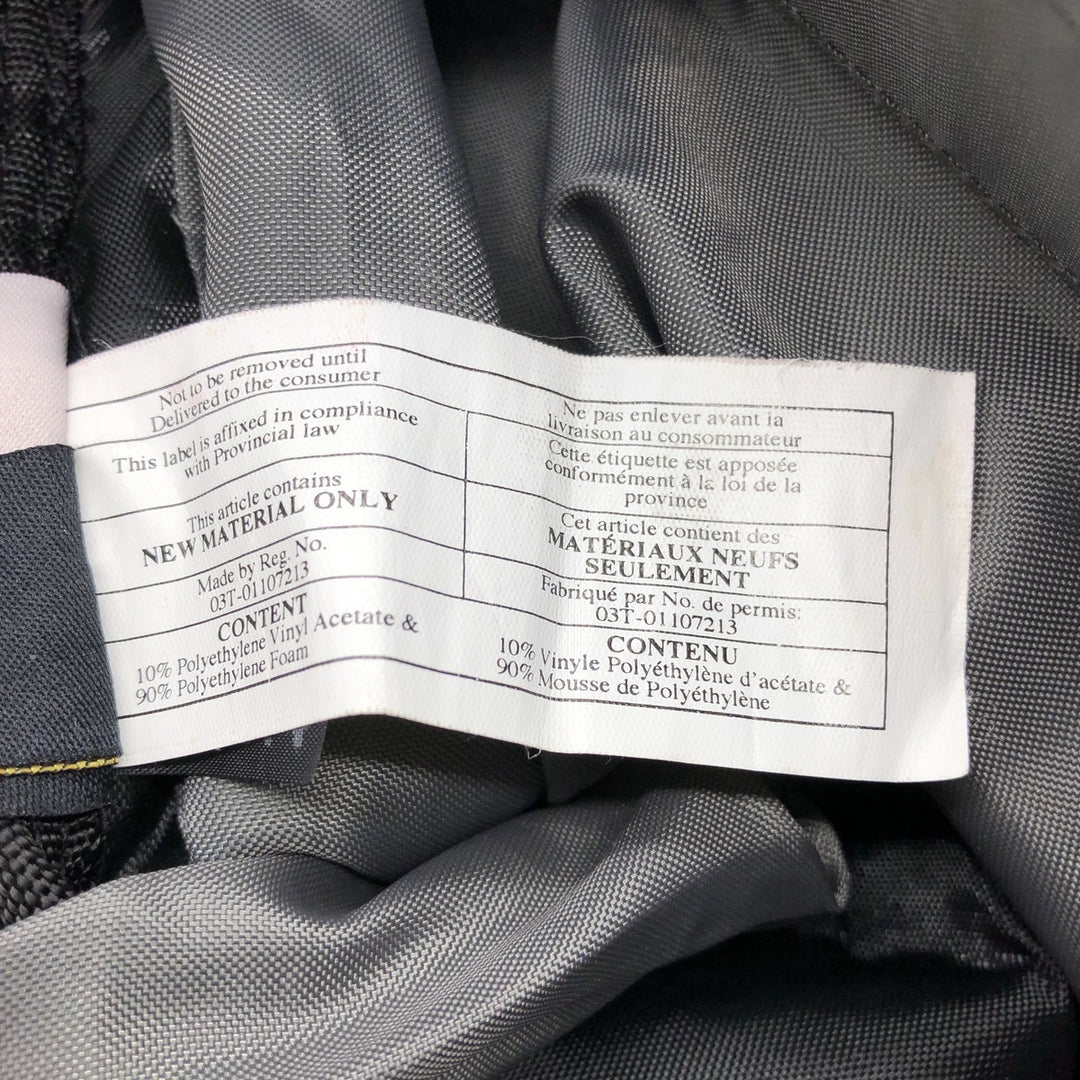 Not to be removed until
Delivered to the consumer
This label is affixed in compliance
with Provincial law
This article contains
NEW MATERIAL ONLY
Made by Reg. No.
03T-01107213
CONTENT
10% Polyethylene Vinyl Acetate &
90% Polyethylene Foam
Ne pas enlever avant la
livraison au consommateur
Cette étiquette est apposée
conformément à la loi de la
province
Cet article contient des
MATÉRIAUX NEUFS
SEULEMENT
Fabriqué par No. de permis:
03T-01107213
CONTENU
10% Vinyle Polyéthylène d'acétate &
90% Mousse de Polyéthylène